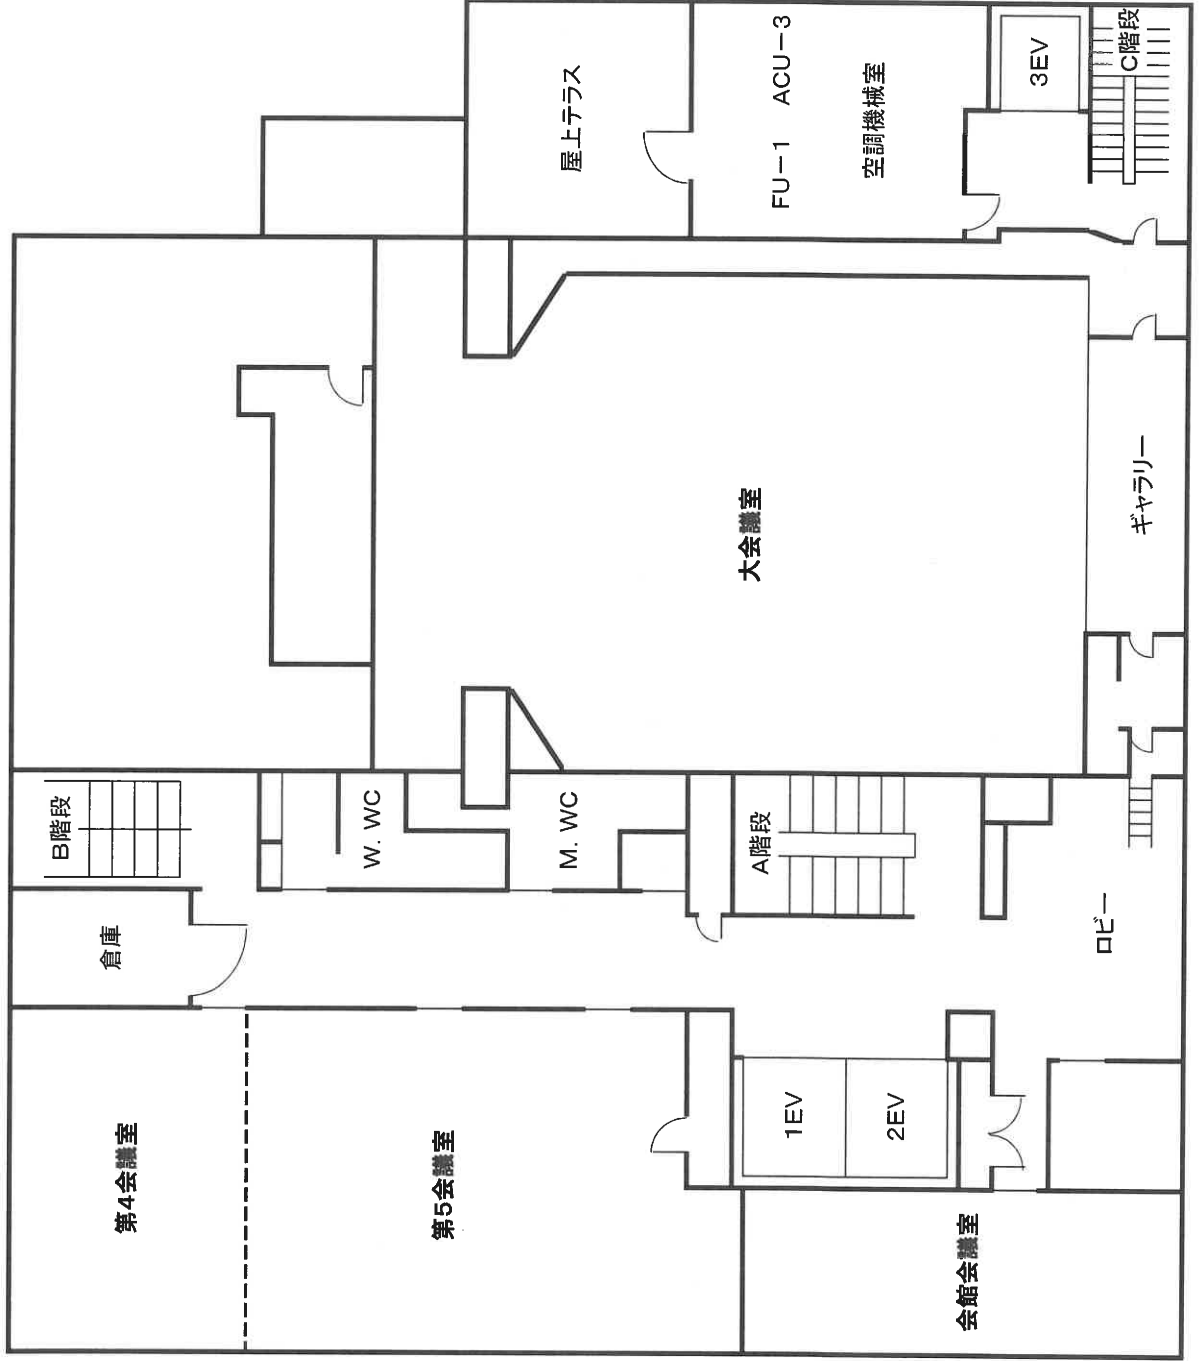 第4会議室
倉庫
B階段
第5会議室
W. WC
M. WC
1EV
2EV
A階段
会館会議室
ロビー
大会議室
ギャラリー
屋上テラス
FU－1　ACU－3
空調機械室
3EV
C階段